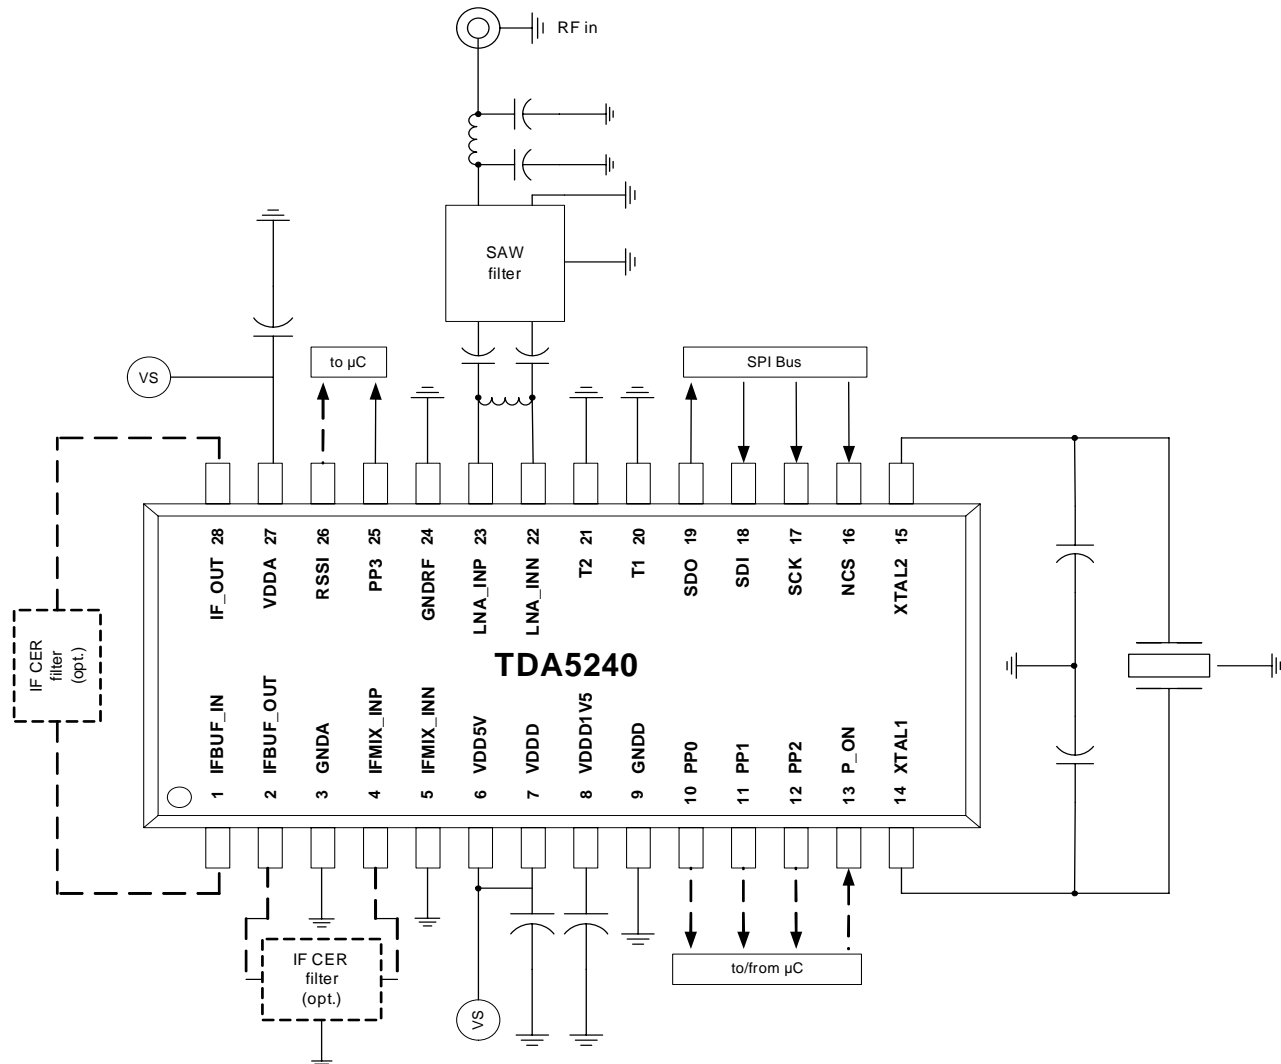 RF in
SAW
filter
VS
to µC
SPI Bus
28 27 26 25 24 23 22 21 20 19 18 17 16 15
IF_OUT
VDDA
RSSI
PP3
GNDRF
LNA_INP
LNA_INN
T2
T1
SDO
SDI
SCK
NCS
XTAL2
IF CER
filter
(opt.)
TDA5240
IFBUF_IN
IFBUF_OUT
GNDA
IFMIX_INP
IFMIX_INN
VDD5V
VDDD
VDDD1V5
GNDD
PP0
PP1
PP2
P_ON
XTAL1
1 2 3 4 5 6 7 8 9 10 11 12 13 14
IF CER
filter
(opt.)
to/from µC
VS